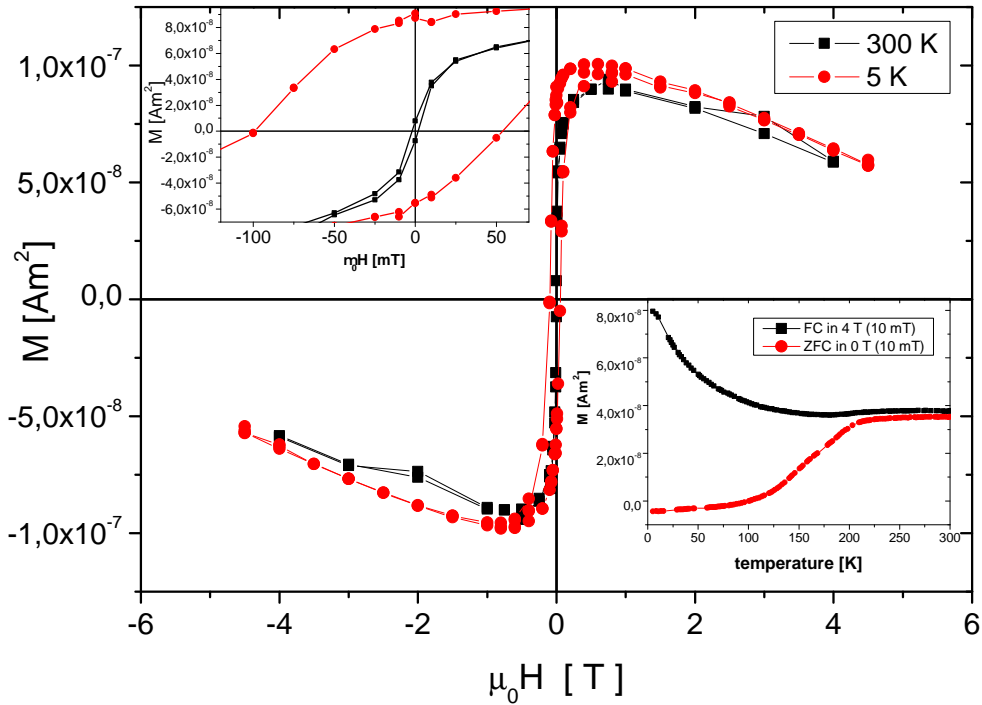 M [Am²]
1,0x10⁻⁷
5,0x10⁻⁸
0,0
-5,0x10⁻⁸
-1,0x10⁻⁷
-6
-4
-2
0
2
4
6
μ₀H [ T ]
300 K
5 K
M [Am²]
8,0x10⁻⁸
6,0x10⁻⁸
4,0x10⁻⁸
2,0x10⁻⁸
0,0
-2,0x10⁻⁸
-4,0x10⁻⁸
-6,0x10⁻⁸
-100
-50
0
50
m₀H [mT]
FC in 4 T (10 mT)
ZFC in 0 T (10 mT)
M [Am²]
8,0x10⁻⁸
6,0x10⁻⁸
4,0x10⁻⁸
2,0x10⁻⁸
0,0
0
50
100
150
200
250
300
temperature [K]